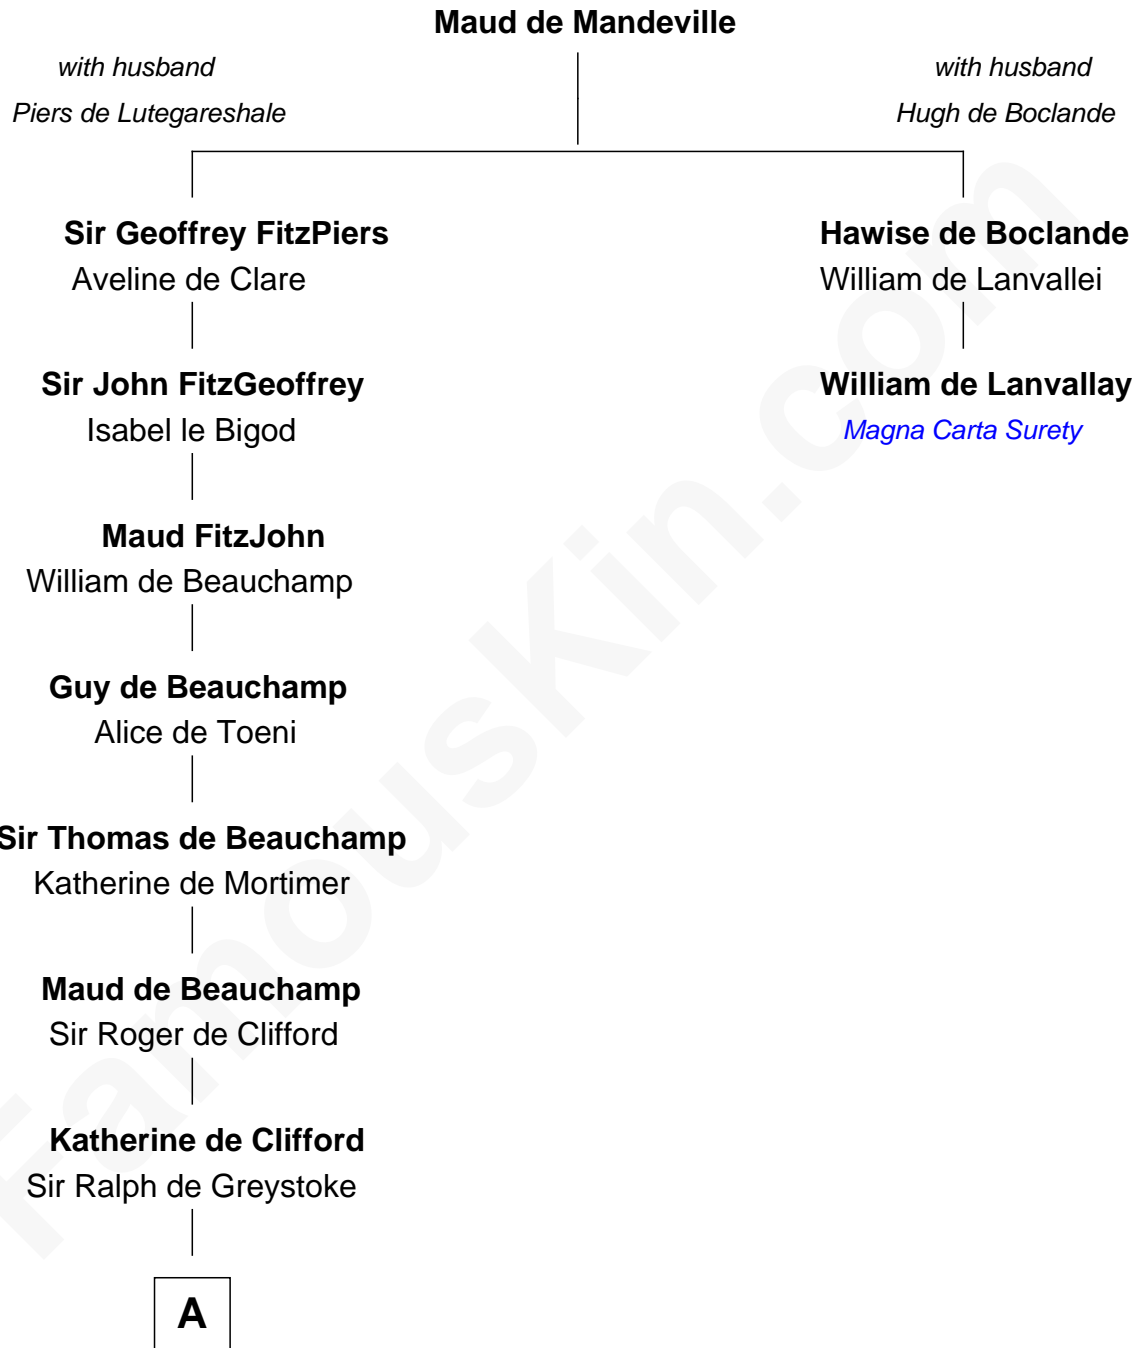 Maud de Mandeville
with husband
Piers de Lutegareshale
with husband
Hugh de Boclande
Sir Geoffrey FitzPiers
Aveline de Clare
Hawise de Boclande
William de Lanvallei
Sir John FitzGeoffrey
Isabel le Bigod
William de Lanvallay
Magna Carta Surety
Maud FitzJohn
William de Beauchamp
Guy de Beauchamp
Alice de Toeni
Sir Thomas de Beauchamp
Katherine de Mortimer
Maud de Beauchamp
Sir Roger de Clifford
Katherine de Clifford
Sir Ralph de Greystoke
A
FamousKin.com